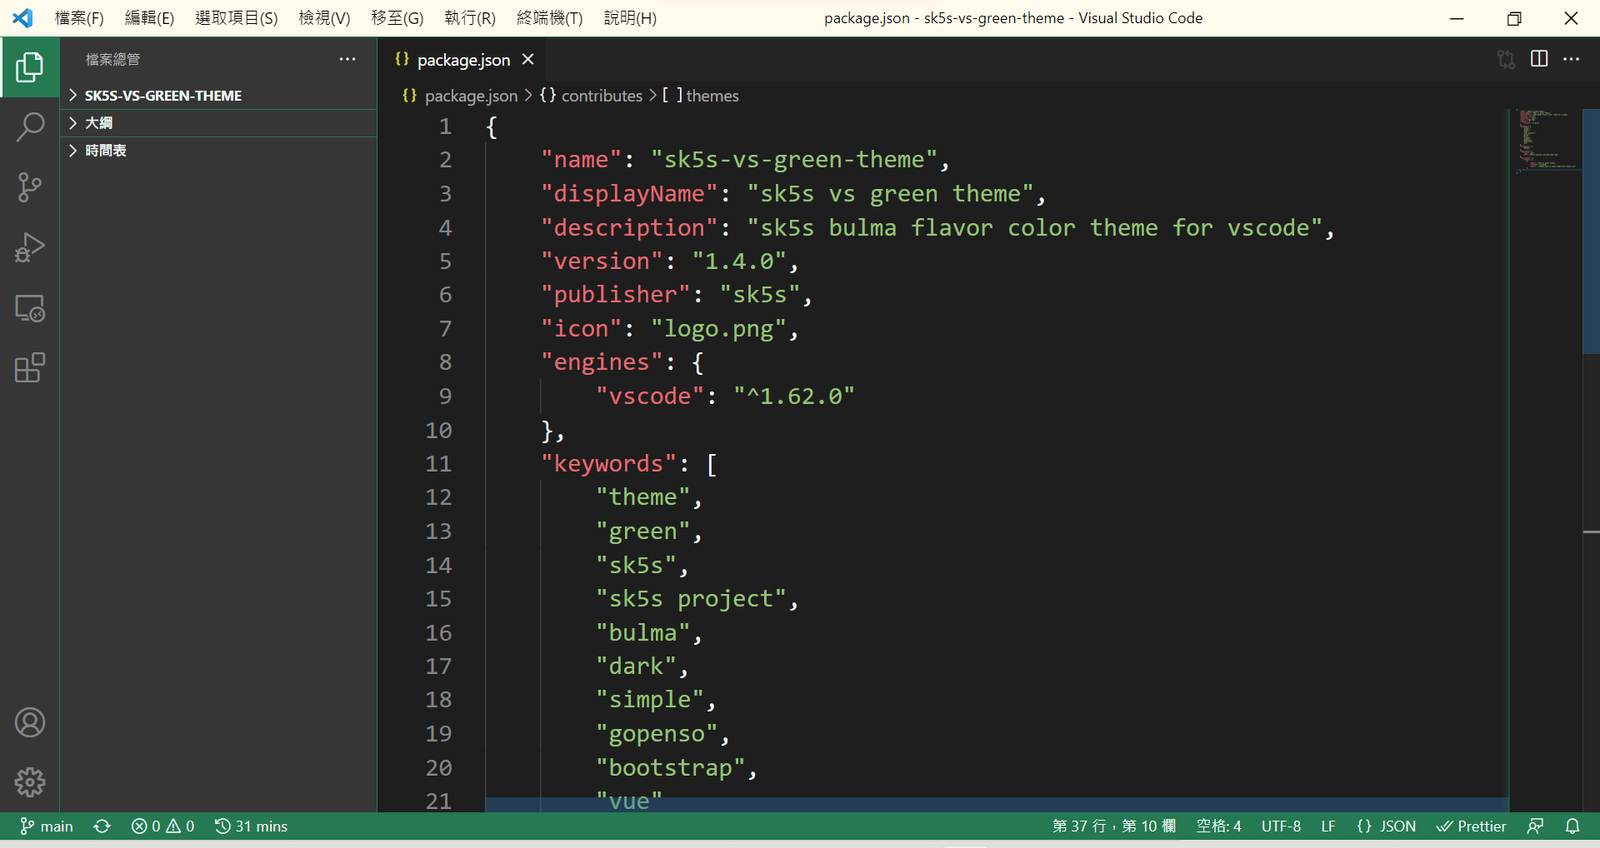 檔案(F) 編輯(E) 選取項目(S) 檢視(V) 移至(G) 執行(R) 終端機(T) 說明(H) package.json - sk5s-vs-green-theme - Visual Studio Code
檔案總管
SK5S-VS-GREEN-THEME
大綱
時間表
{} package.json
{} package.json > {} contributes > [ ] themes
1 {
2 "name": "sk5s-vs-green-theme",
3 "displayName": "sk5s vs green theme",
4 "description": "sk5s bulma flavor color theme for vscode",
5 "version": "1.4.0",
6 "publisher": "sk5s",
7 "icon": "logo.png",
8 "engines": {
9 "vscode": "^1.62.0"
10 },
11 "keywords": [
12 "theme",
13 "green",
14 "sk5s",
15 "sk5s project",
16 "bulma",
17 "dark",
18 "simple",
19 "gopenso",
20 "bootstrap",
21 "vue"
main 0 0 31 mins 第 37 行，第 10 欄 空格: 4 UTF-8 LF {} JSON Prettier